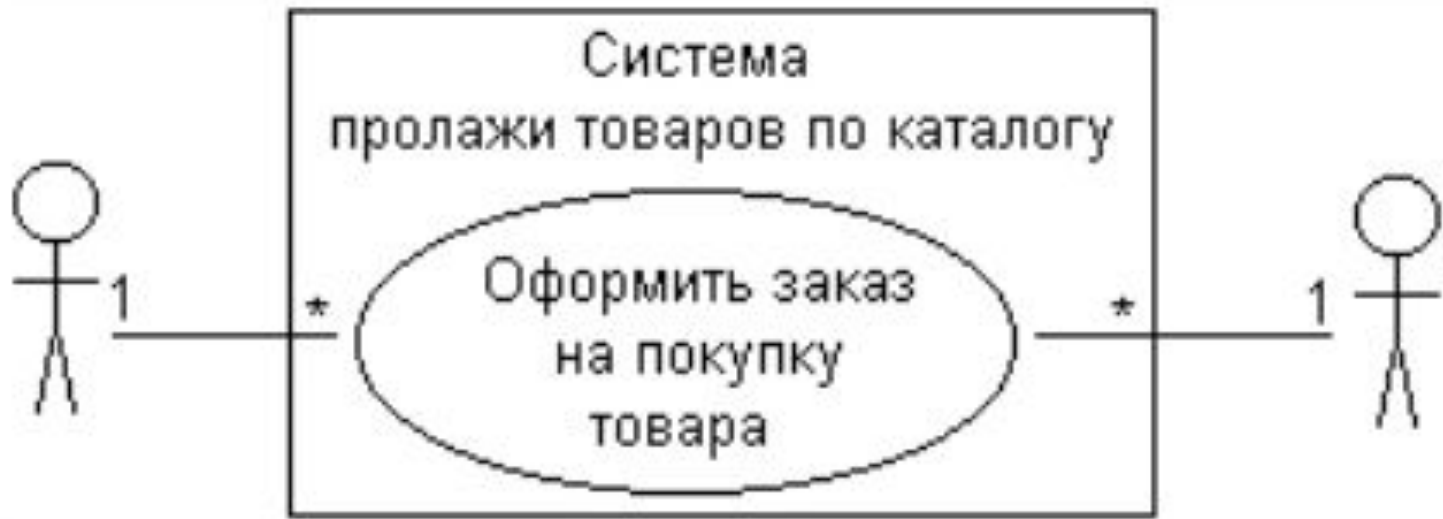 Система
пролажи товаров по каталогу
1
*
Оформить заказ
на покупку
товара
*
1